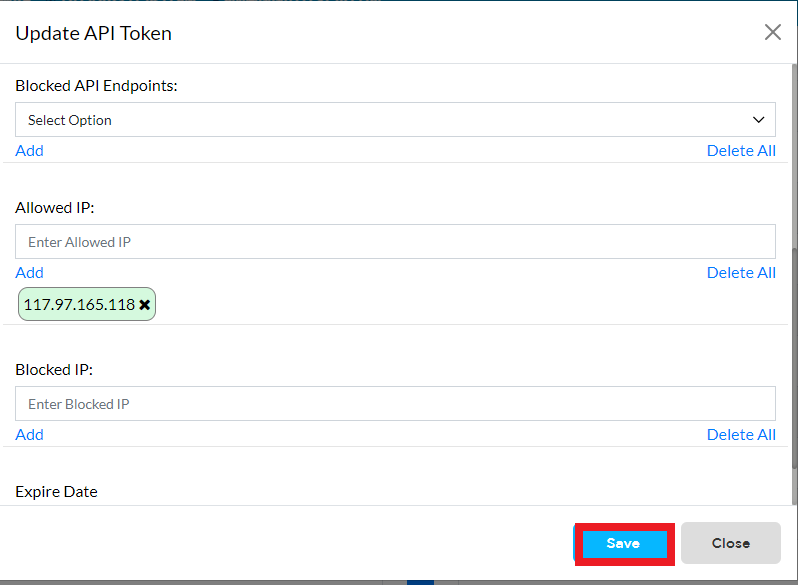 Update API Token
Blocked API Endpoints:
Select Option
Add Delete All
Allowed IP:
Enter Allowed IP
Add Delete All
117.97.165.118
Blocked IP:
Enter Blocked IP
Add Delete All
Expire Date
Save Close